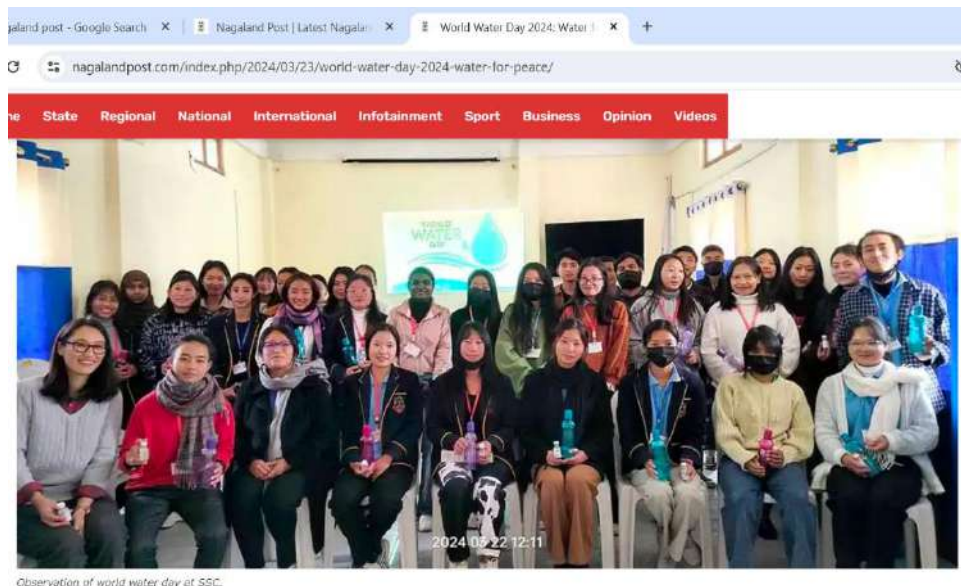 post - Google Search
Nagaland Post | Latest Nagalan
World Water Day 2024: Water f
nagalandpost.com/index.php/2024/03/23/world-water-day-2024-water-for-peace/
State Regional National International Infotainment Sport Business Opinion Videos
WORLD
WATER
DAY
2024 03 22 12:11
Observation of world water day at SSC.